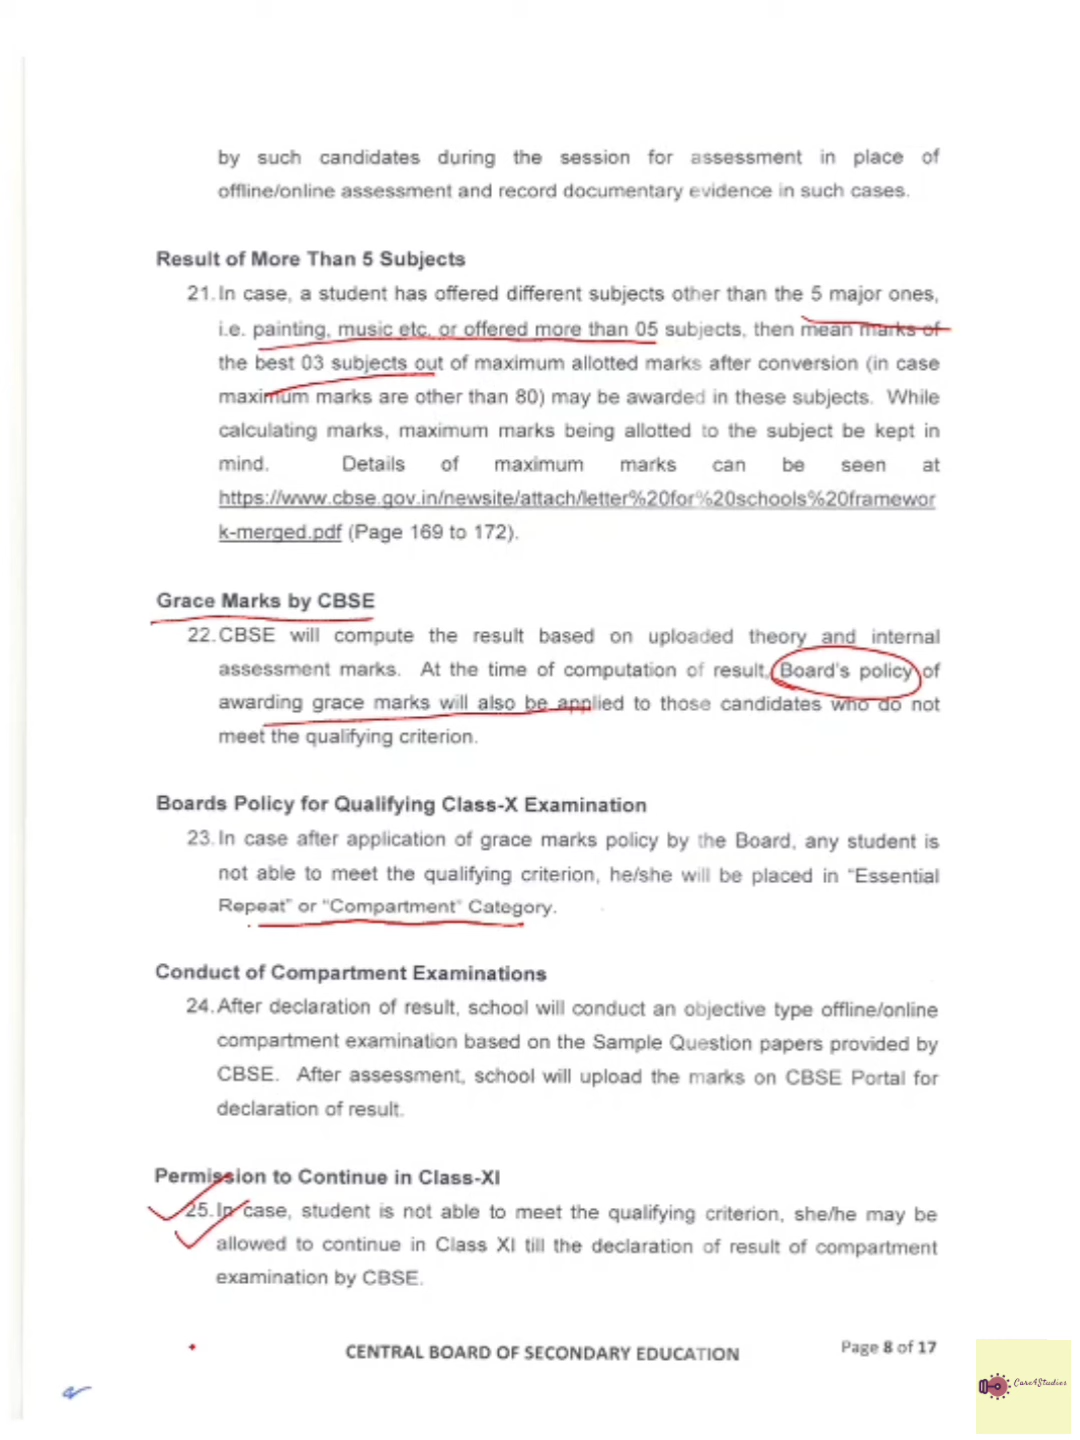 by such candidates during the session for assessment in place of
offline/online assessment and record documentary evidence in such cases.
Result of More Than 5 Subjects
21. In case, a student has offered different subjects other than the 5 major ones,
i.e. painting, music etc. or offered more than 05 subjects, then mean marks of
the best 03 subjects out of maximum allotted marks after conversion (in case
maximum marks are other than 80) may be awarded in these subjects. While
calculating marks, maximum marks being allotted to the subject be kept in
mind. Details of maximum marks can be seen at
https://www.cbse.gov.in/newsite/attach/letter%20for%20schools%20framewor
k-merged.pdf (Page 169 to 172).
Grace Marks by CBSE
22. CBSE will compute the result based on uploaded theory and internal
assessment marks. At the time of computation of result, Board's policy of
awarding grace marks will also be applied to those candidates who do not
meet the qualifying criterion.
Boards Policy for Qualifying Class-X Examination
23. In case after application of grace marks policy by the Board, any student is
not able to meet the qualifying criterion, he/she will be placed in "Essential
Repeat" or "Compartment" Category.
Conduct of Compartment Examinations
24. After declaration of result, school will conduct an objective type offline/online
compartment examination based on the Sample Question papers provided by
CBSE. After assessment, school will upload the marks on CBSE Portal for
declaration of result.
Permission to Continue in Class-XI
25. In case, student is not able to meet the qualifying criterion, she/he may be
allowed to continue in Class XI till the declaration of result of compartment
examination by CBSE.
CENTRAL BOARD OF SECONDARY EDUCATION
Page 8 of 17
Care4Studies